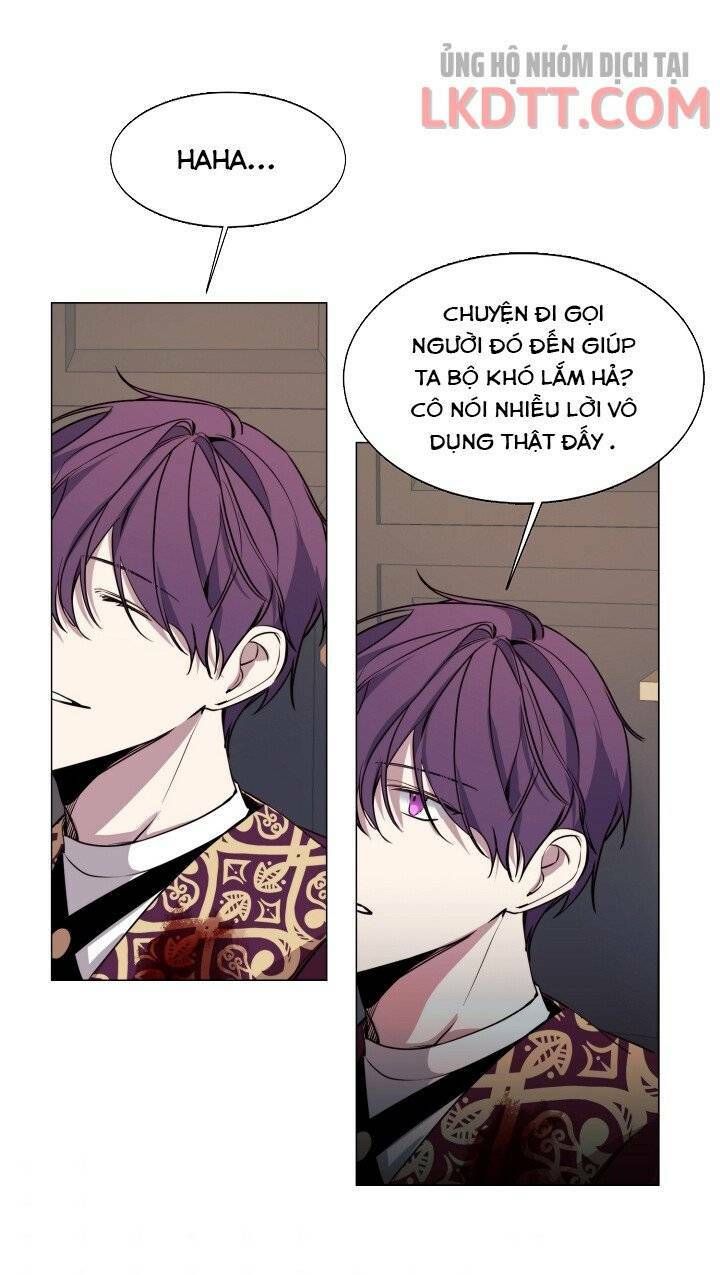 ỦNG HỘ NHÓM DỊCH TẠI
LKDTT.COM
HAHA...
CHUYỆN ĐI GỌI
NGƯỜI ĐÓ ĐẾN GIÚP
TA BỘ KHÓ LẮM HẢ?
CÔ NÓI NHIỀU LỜI VÔ
DỤNG THẬT ĐẤY .